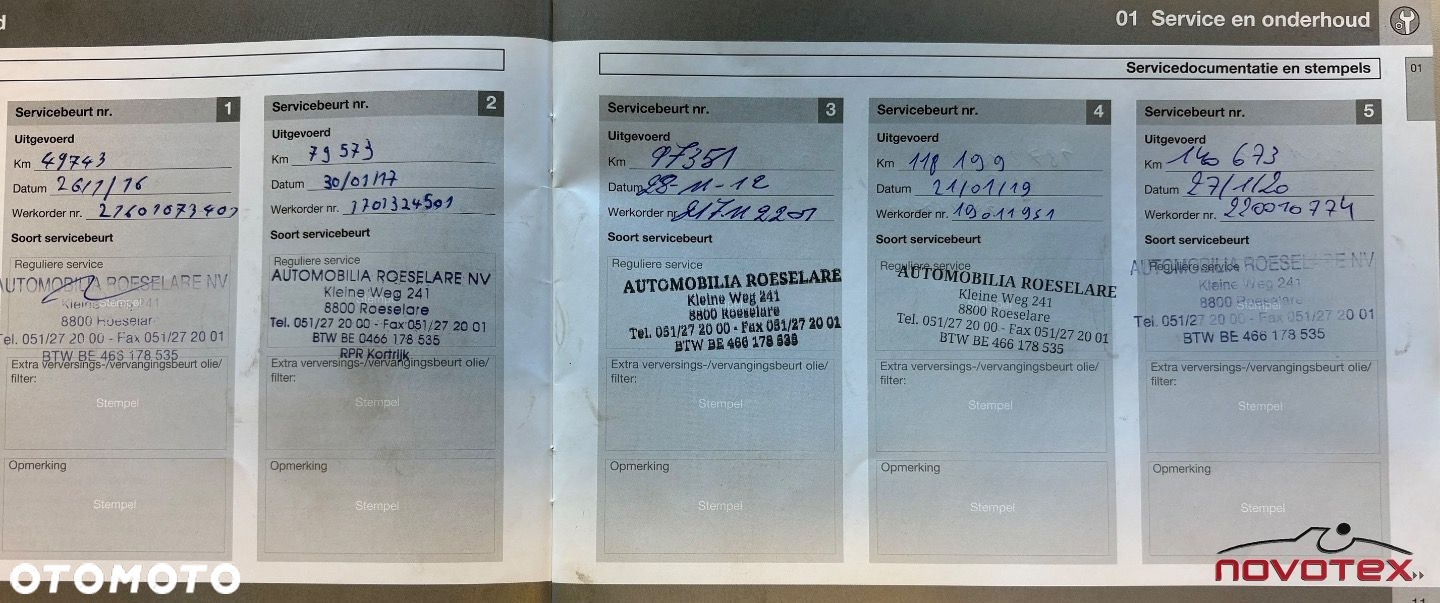 d
01 Service en onderhoud
Servicedocumentatie en stempels
01
Servicebeurt nr. 1
Uitgevoerd
Km 49743
Datum 26/1/16
Werkorder nr.
Soort servicebeurt
Reguliere service
AUTOMOBILIA ROESELARE NV
Kleine Weg 241
Stempel
8800 Roeselare
Tel. 051/27 20 00 - Fax 051/27 20 01
BTW BE 466 178 535
Extra verversings-/vervangingsbeurt olie/
filter:
Stempel
Opmerking
Stempel
Servicebeurt nr. 2
Uitgevoerd
Km 79573
Datum 30/01/17
Werkorder nr. 1701324501
Soort servicebeurt
Reguliere service
AUTOMOBILIA ROESELARE NV
Kleine Weg 241
8800 Roeselare
Tel. 051/27 20 00 - Fax 051/27 20 01
BTW BE 0466 178 535
RPR Kortrijk
Extra verversings-/vervangingsbeurt olie/
filter:
Stempel
Opmerking
Stempel
Servicebeurt nr. 3
Uitgevoerd
Km 97351
Datum 28-11-17
Werkorder nr.
Soort servicebeurt
Reguliere service
AUTOMOBILIA ROESELARE
Kleine Weg 241
8800 Roeselare
Tel. 051/27 20 00 - Fax 051/27 20 01
BTW BE 466 178 535
Extra verversings-/vervangingsbeurt olie/
filter:
Stempel
Opmerking
Stempel
Servicebeurt nr. 4
Uitgevoerd
Km 118 199
Datum 21/01/19
Werkorder nr. 19011951
Soort servicebeurt
Reguliere service
AUTOMOBILIA ROESELARE
Kleine Weg 241
8800 Roeselare
Tel. 051/27 20 00 - Fax 051/27 20 01
BTW BE 466 178 535
Extra verversings-/vervangingsbeurt olie/
filter:
Stempel
Opmerking
Stempel
Servicebeurt nr. 5
Uitgevoerd
Km 140 673
Datum 27/1/20
Werkorder nr. 220010774
Soort servicebeurt
Reguliere service
AUTOMOBILIA ROESELARE NV
Kleine Weg 241
8800 Roeselare
Stempel
Tel. 051/27 20 00 - Fax 051/27 20 01
BTW BE 466 178 535
Extra verversings-/vervangingsbeurt olie/
filter:
Stempel
Opmerking
Stempel
OTOMOTO
NOVOTEX
11